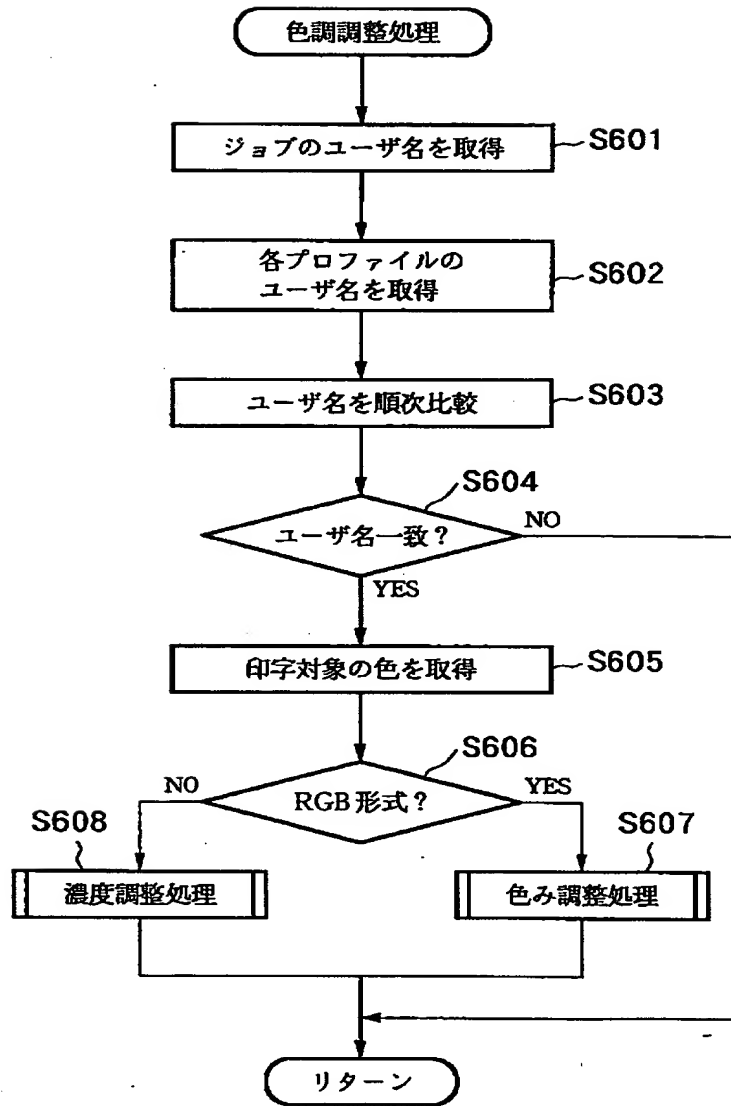 色調調整処理
ジョブのユーザ名を取得
S601
各プロファイルの
ユーザ名を取得
S602
ユーザ名を順次比較
S603
S604
ユーザ名一致?
NO
YES
印字対象の色を取得
S605
S606
NO
RGB形式?
YES
S608
S607
濃度調整処理
色み調整処理
リターン